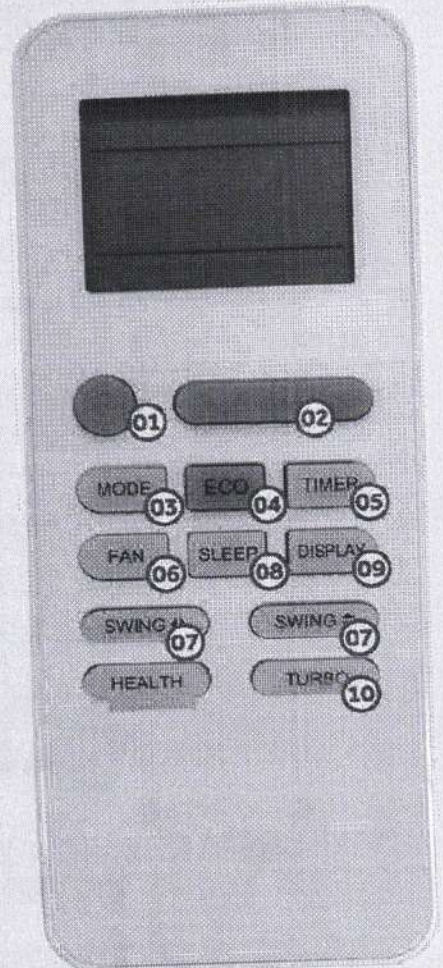 01 02
MODE 03 ECO 04 TIMER 05
FAN 06 SLEEP 08 DISPLAY 09
SWING 07 SWING 07
HEALTH TURBO 10